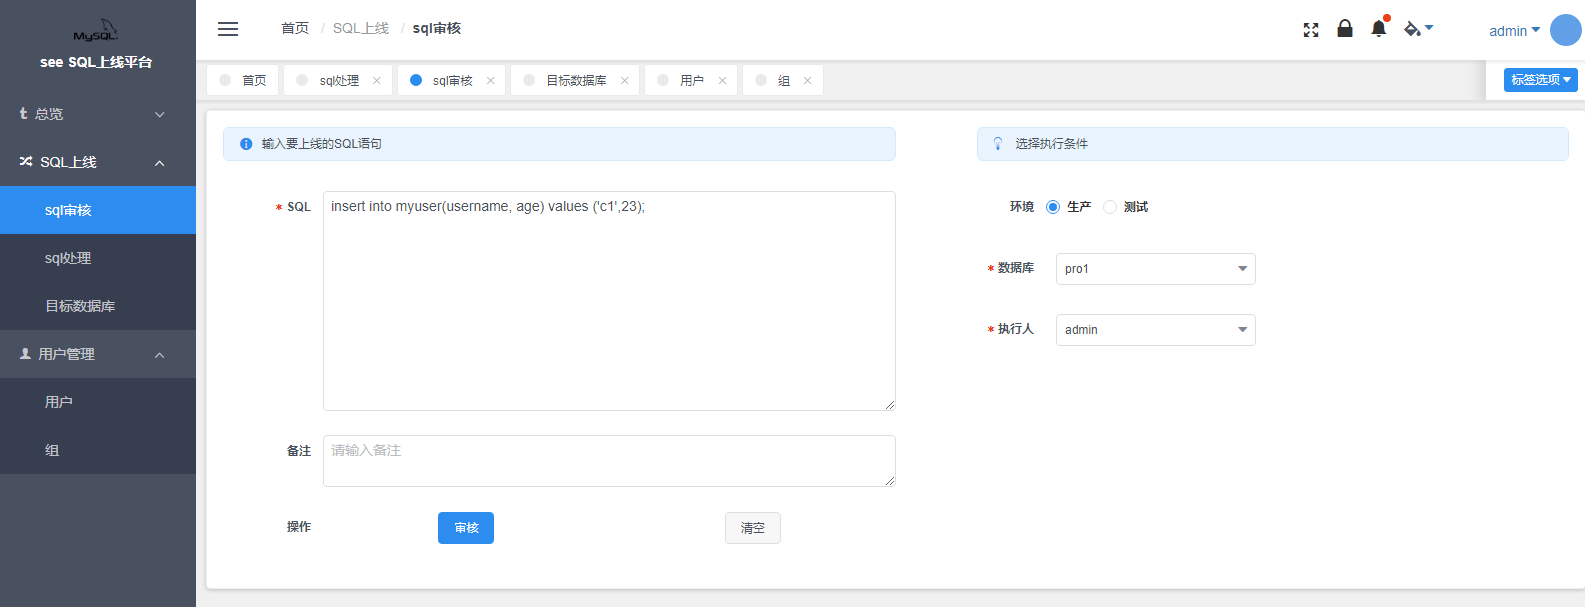 MySQL
see SQL上线平台
总览
SQL上线
sql审核
sql处理
目标数据库
用户管理
用户
组
首页 / SQL上线 / sql审核
admin
首页 sql处理 sql审核 目标数据库 用户 组
标签选项
输入要上线的SQL语句
SQL insert into myuser(username, age) values ('c1',23);
备注 请输入备注
操作 审核 清空
选择执行条件
环境 生产 测试
数据库 pro1
执行人 admin